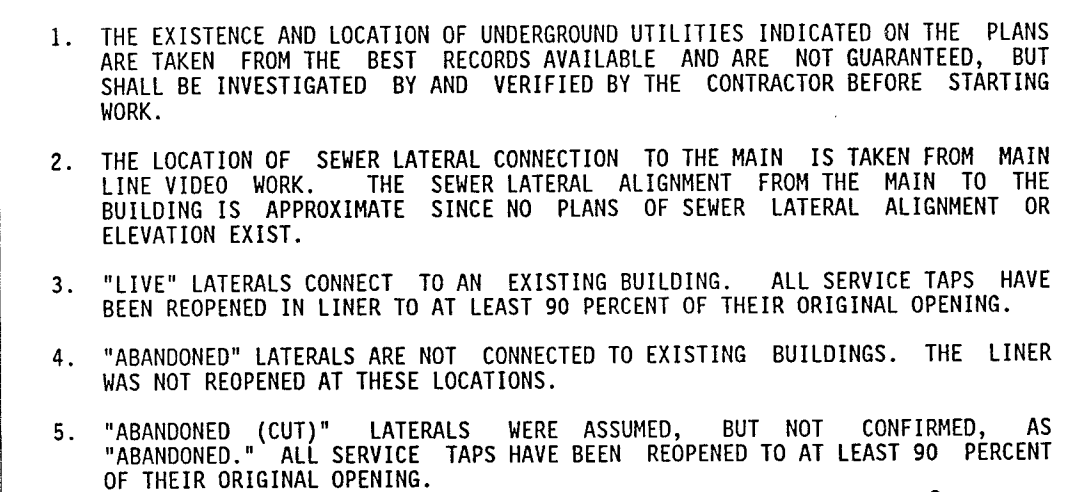 1. THE EXISTENCE AND LOCATION OF UNDERGROUND UTILITIES INDICATED ON THE PLANS
ARE TAKEN FROM THE BEST RECORDS AVAILABLE AND ARE NOT GUARANTEED, BUT
SHALL BE INVESTIGATED BY AND VERIFIED BY THE CONTRACTOR BEFORE STARTING
WORK.
2. THE LOCATION OF SEWER LATERAL CONNECTION TO THE MAIN IS TAKEN FROM MAIN
LINE VIDEO WORK. THE SEWER LATERAL ALIGNMENT FROM THE MAIN TO THE
BUILDING IS APPROXIMATE SINCE NO PLANS OF SEWER LATERAL ALIGNMENT OR
ELEVATION EXIST.
3. "LIVE" LATERALS CONNECT TO AN EXISTING BUILDING. ALL SERVICE TAPS HAVE
BEEN REOPENED IN LINER TO AT LEAST 90 PERCENT OF THEIR ORIGINAL OPENING.
4. "ABANDONED" LATERALS ARE NOT CONNECTED TO EXISTING BUILDINGS. THE LINER
WAS NOT REOPENED AT THESE LOCATIONS.
5. "ABANDONED (CUT)" LATERALS WERE ASSUMED, BUT NOT CONFIRMED, AS
"ABANDONED." ALL SERVICE TAPS HAVE BEEN REOPENED TO AT LEAST 90 PERCENT
OF THEIR ORIGINAL OPENING.